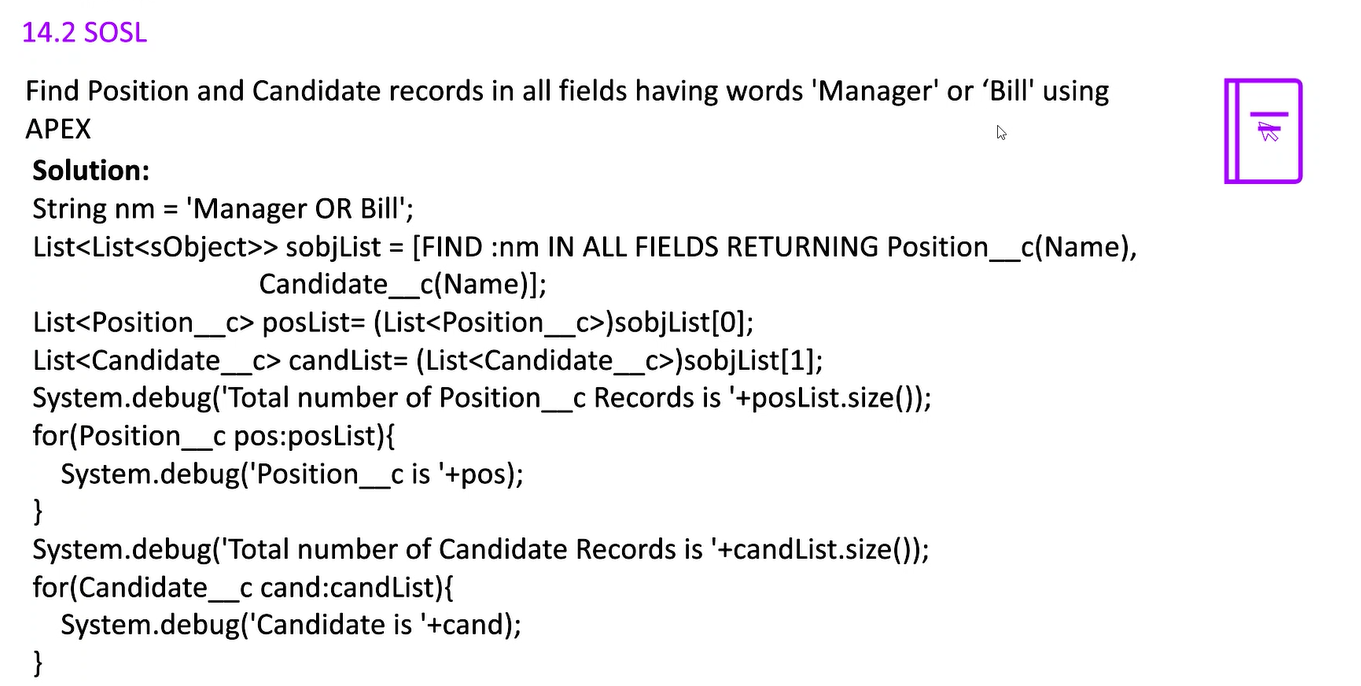 14.2 SOSL
Find Position and Candidate records in all fields having words 'Manager' or ‘Bill' using
APEX
Solution:
String nm = 'Manager OR Bill';
List<List<sObject>> sobjList = [FIND :nm IN ALL FIELDS RETURNING Position__c(Name),
Candidate__c(Name)];
List<Position__c> posList= (List<Position__c>)sobjList[0];
List<Candidate__c> candList= (List<Candidate__c>)sobjList[1];
System.debug('Total number of Position__c Records is '+posList.size());
for(Position__c pos:posList){
System.debug('Position__c is '+pos);
}
System.debug('Total number of Candidate Records is '+candList.size());
for(Candidate__c cand:candList){
System.debug('Candidate is '+cand);
}